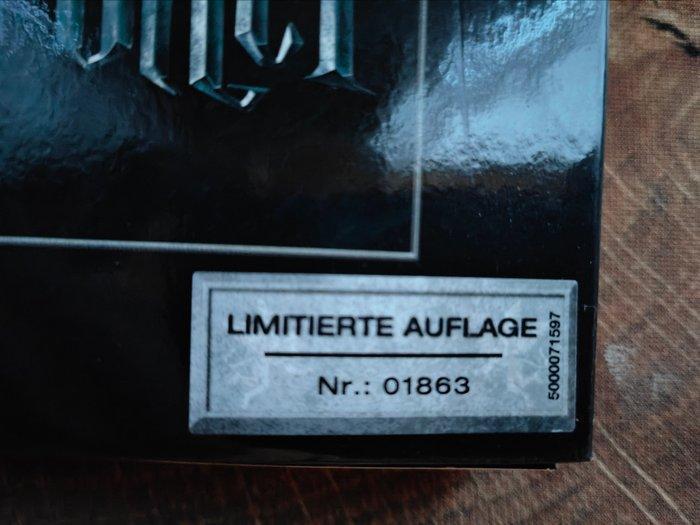 LIMITIERTE AUFLAGE
Nr.: 01863
5000071597